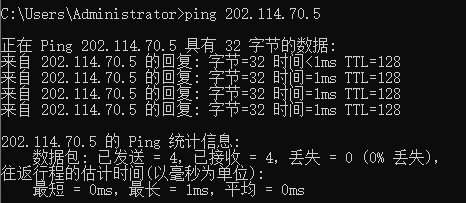 C:\Users\Administrator>ping 202.114.70.5
正在 Ping 202.114.70.5 具有 32 字节的数据:
来自 202.114.70.5 的回复: 字节=32 时间<1ms TTL=128
来自 202.114.70.5 的回复: 字节=32 时间=1ms TTL=128
来自 202.114.70.5 的回复: 字节=32 时间=1ms TTL=128
来自 202.114.70.5 的回复: 字节=32 时间=1ms TTL=128
202.114.70.5 的 Ping 统计信息:
数据包: 已发送 = 4，已接收 = 4，丢失 = 0 (0% 丢失)，
往返行程的估计时间(以毫秒为单位):
最短 = 0ms，最长 = 1ms，平均 = 0ms